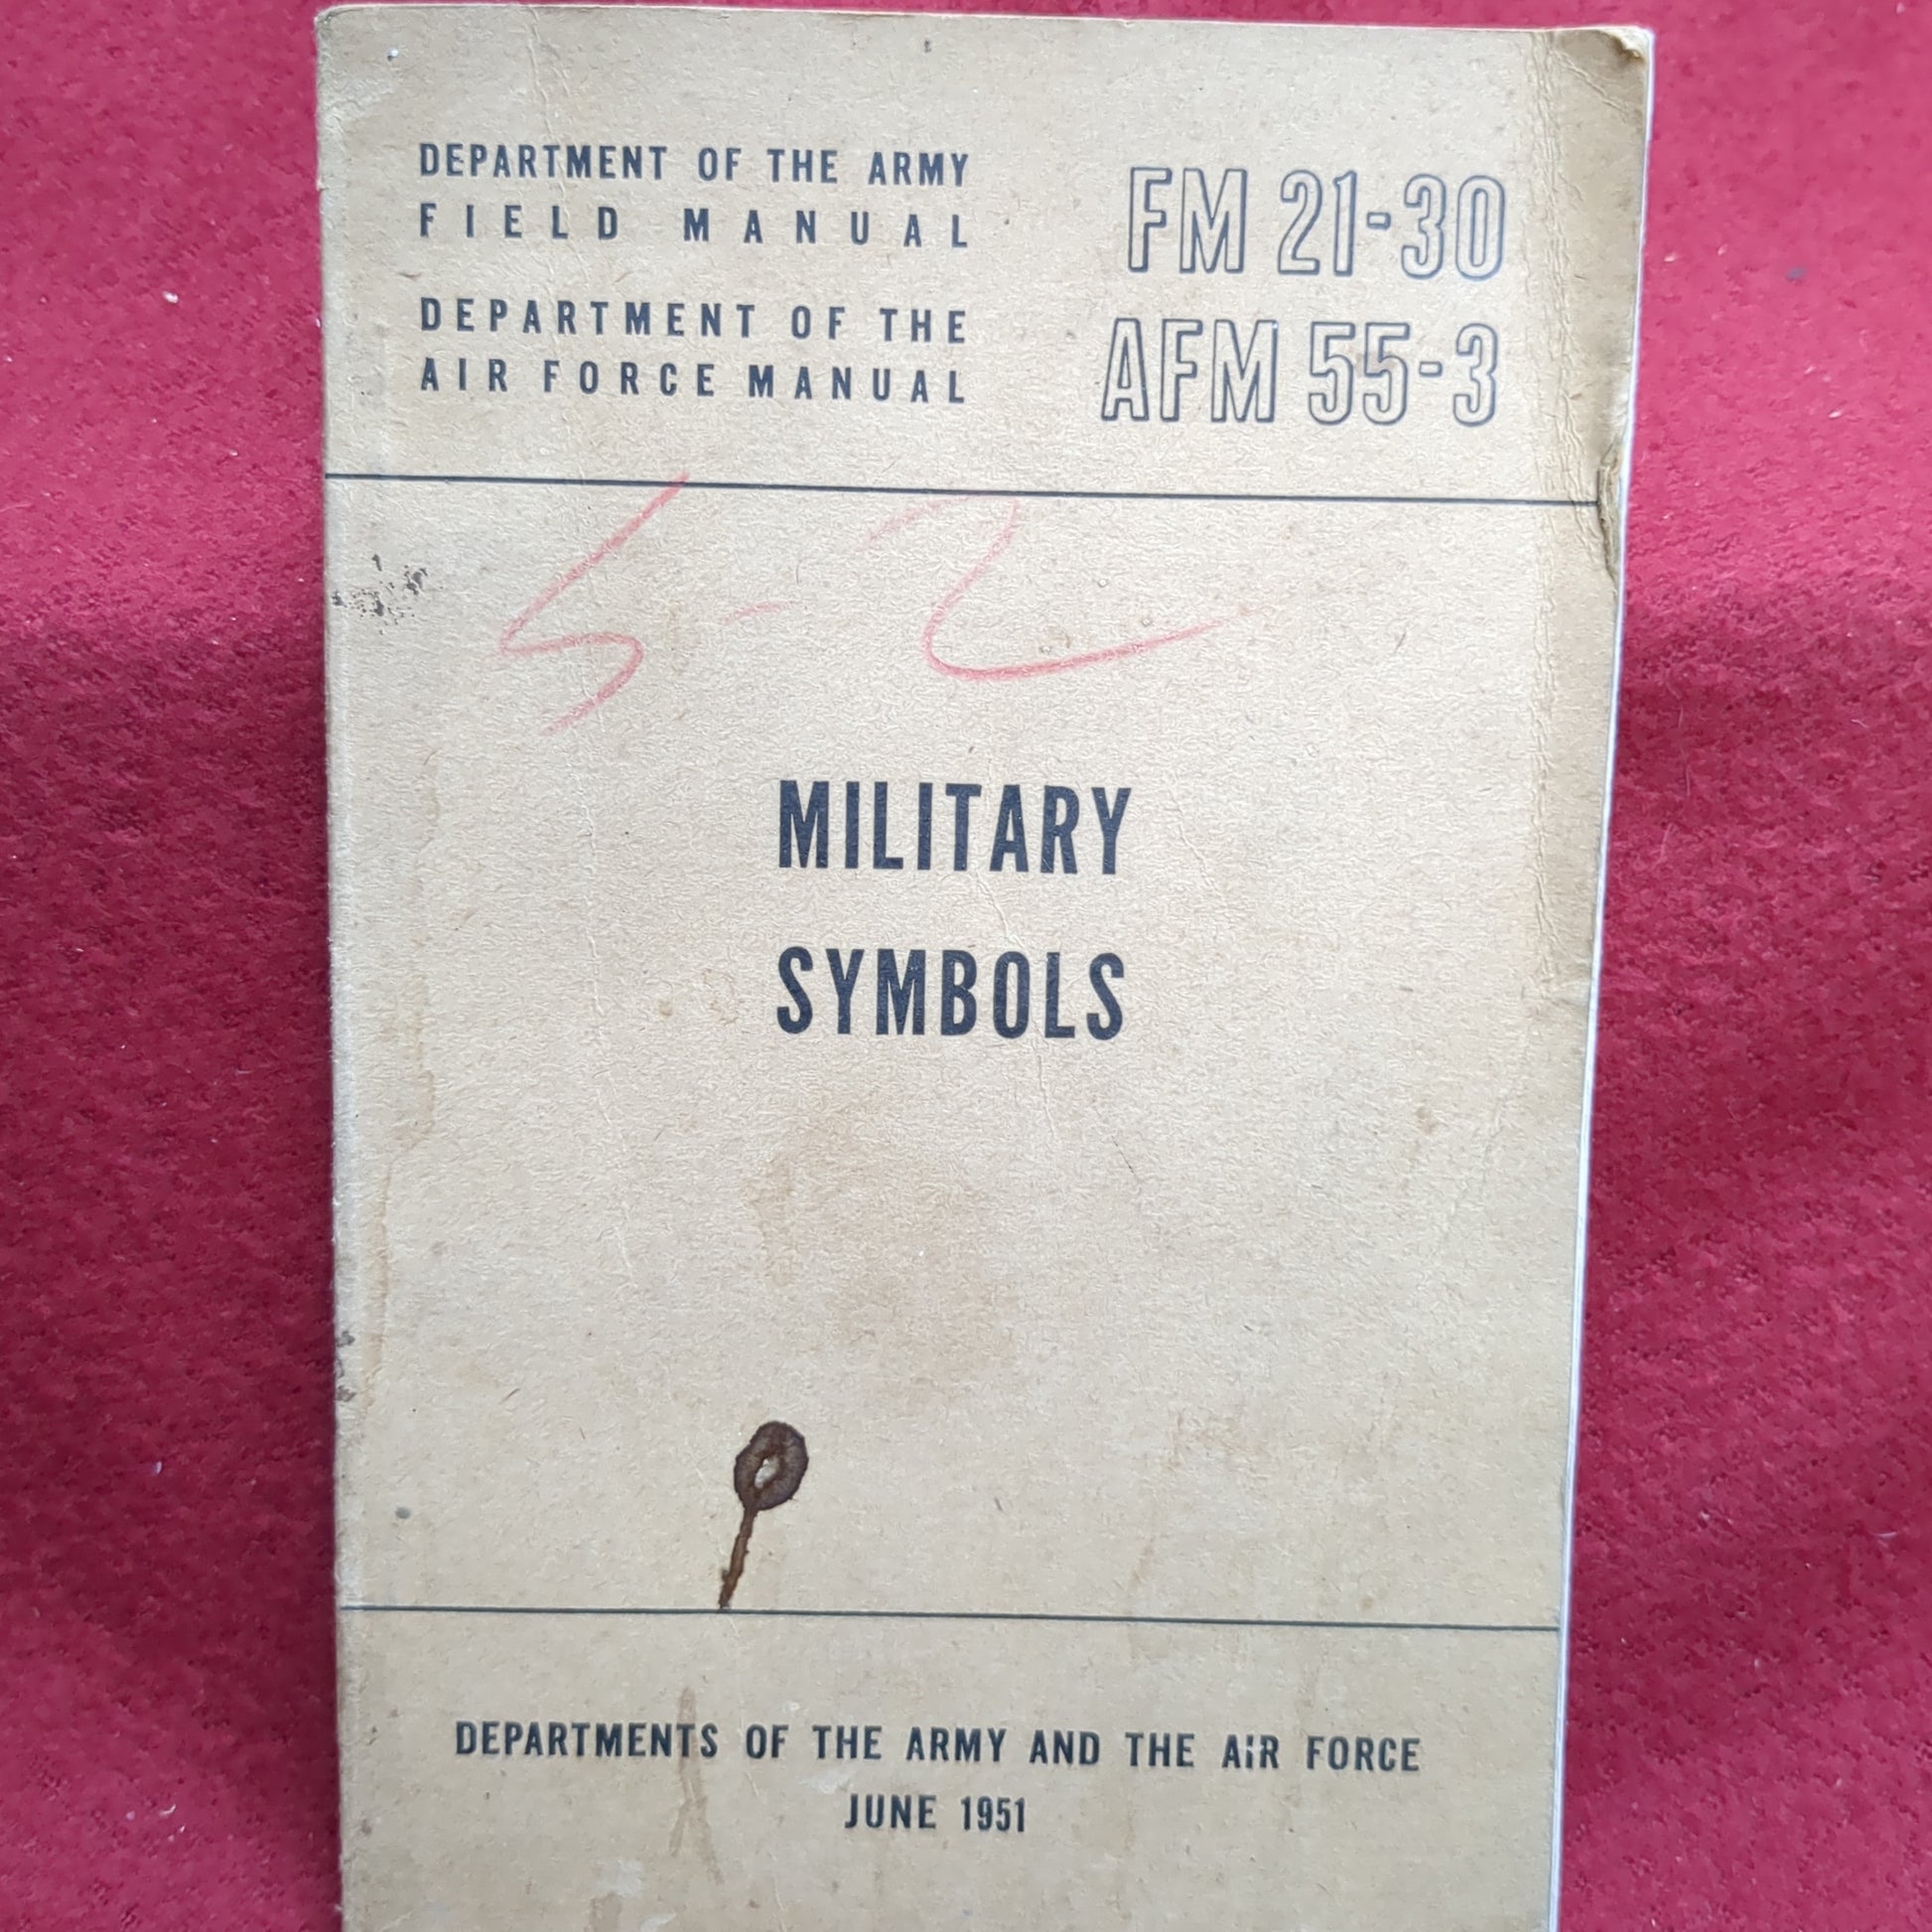 DEPARTMENT OF THE ARMY
FIELD MANUAL
FM 21-30
DEPARTMENT OF THE
AIR FORCE MANUAL
AFM 55-3
S-2
MILITARY
SYMBOLS
DEPARTMENTS OF THE ARMY AND THE AIR FORCE
JUNE 1951